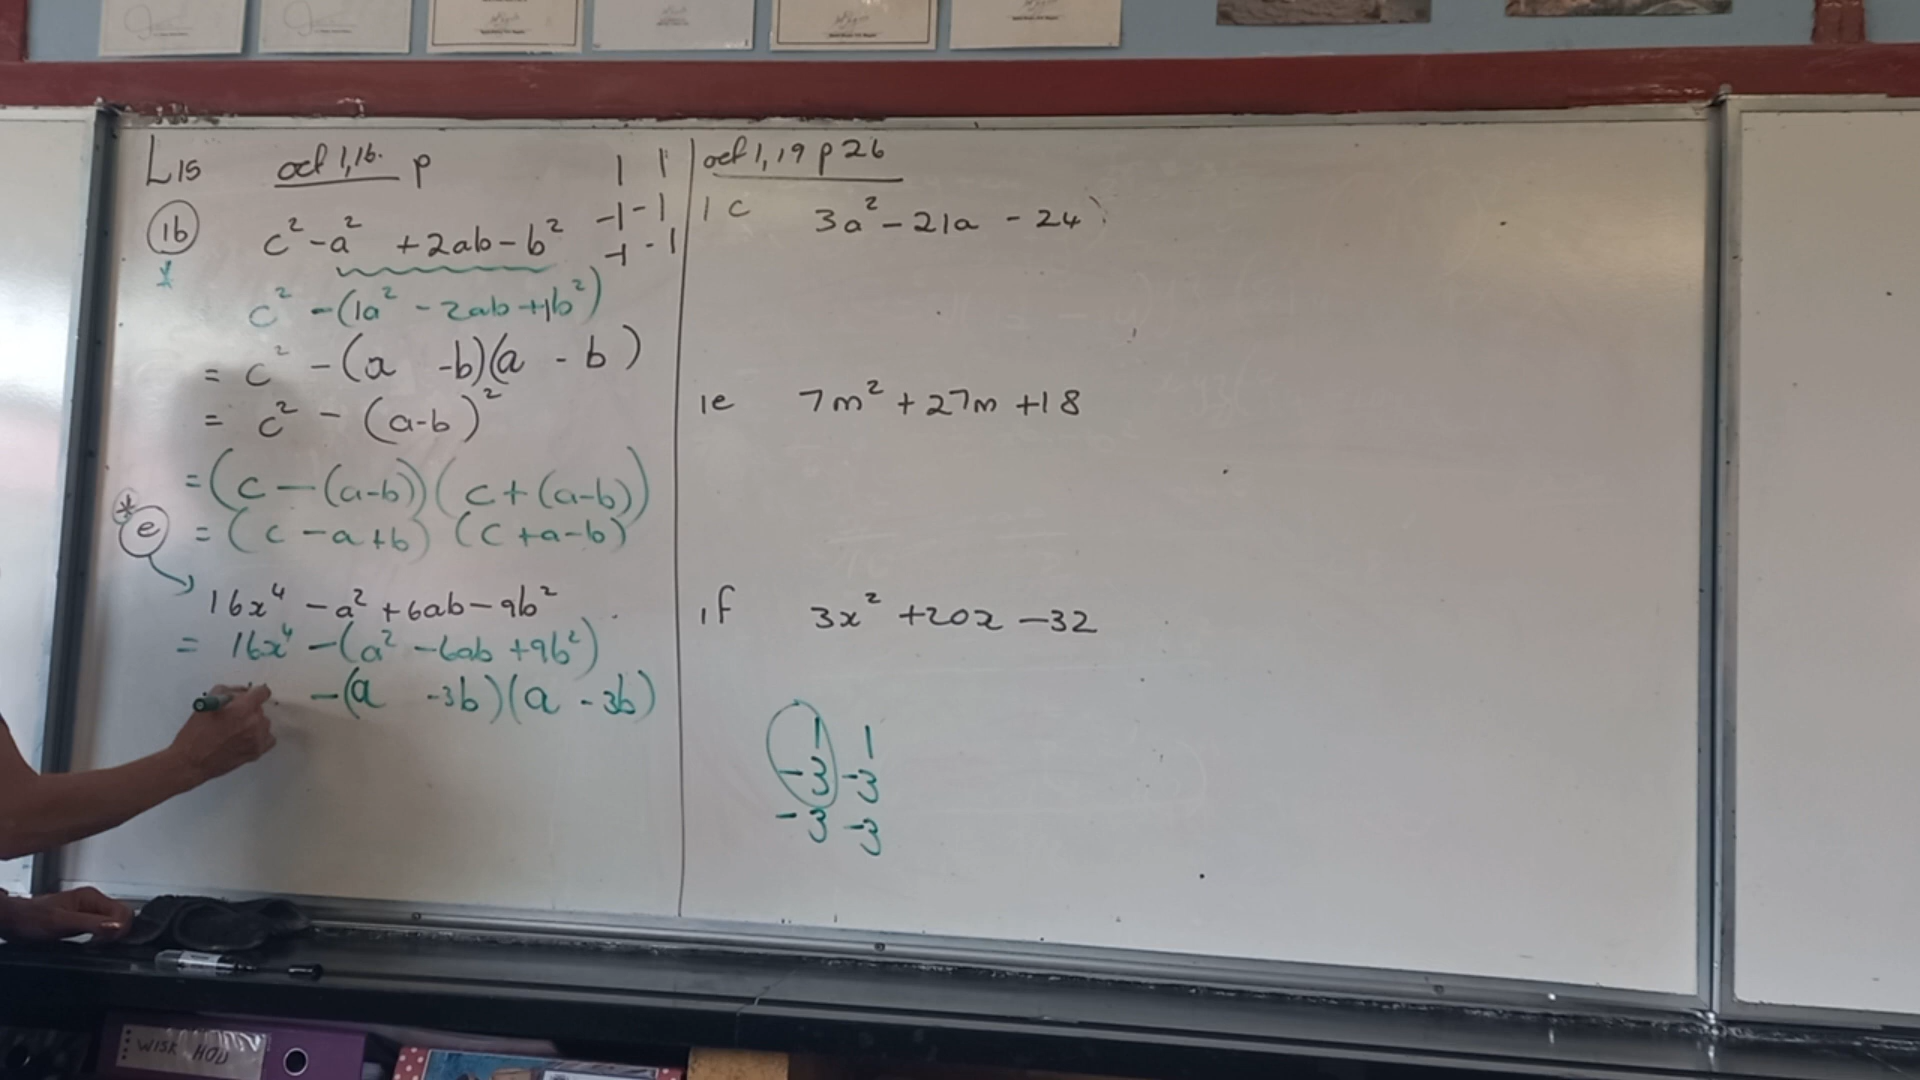 L15 oef 1,16. p
1b c² - a² + 2ab - b²
1 1
-1 -1
-1 -1
c² - (1a² - 2ab + 1b²)
= c² - (a - b)(a - b)
= c² - (a-b)²
= (c - (a-b))(c + (a-b))
* e = (c - a + b) (c + a - b)
16x⁴ - a² + 6ab - 9b²
= 16x⁴ - (a² - 6ab + 9b²)
- (a - 3b)(a - 3b)
oef 1,19 p 26
1 c 3a² - 21a - 24
1e 7m² + 27m + 18
1f 3x² + 20x - 32
1 1
-3 -3
-3 -3
WISK HOD